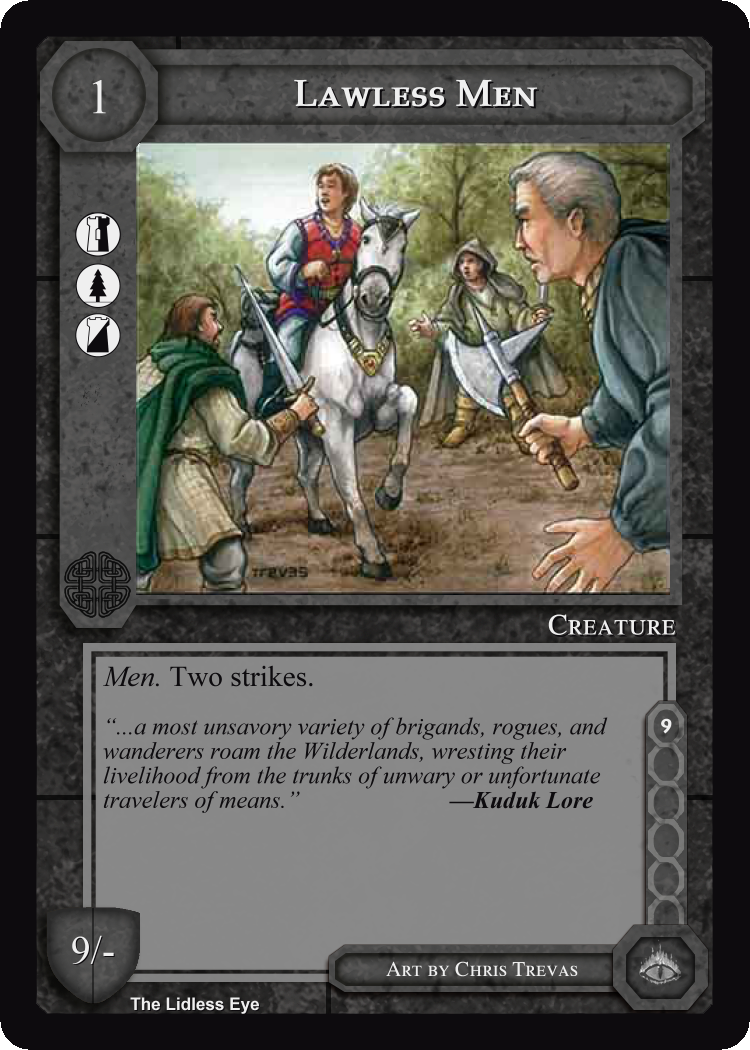 1
Lawless Men
TREVAS
Creature
Men. Two strikes.
“...a most unsavory variety of brigands, rogues, and
wanderers roam the Wilderlands, wresting their
livelihood from the trunks of unwary or unfortunate
travelers of means.”
—Kuduk Lore
9
9/-
Art by Chris Trevas
The Lidless Eye